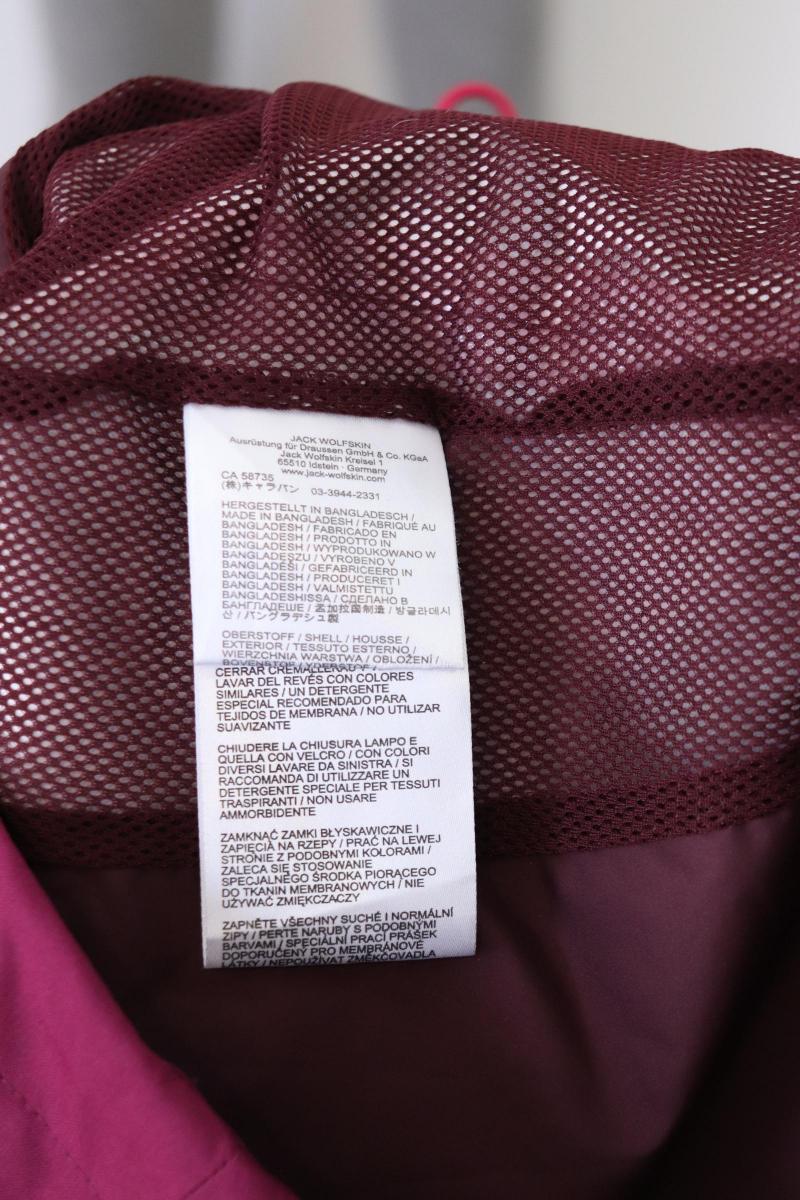 JACK WOLFSKIN
Ausrüstung für Draussen GmbH & Co. KGaA
Jack Wolfskin Kreisel 1
65510 Idstein · Germany
www.jack-wolfskin.com
CA 58735
(株)キャラバン 03-3944-2331
HERGESTELLT IN BANGLADESCH /
MADE IN BANGLADESH / FABRIQUÉ AU
BANGLADESH / FABRICADO EN
BANGLADESH / PRODOTTO IN
BANGLADESH / WYPRODUKOWANO W
BANGLADESZU / VYROBENO V
BANGLADÉŠI / GEFABRICEERD IN
BANGLADESH / PRODUCERET I
BANGLADESH / VALMISTETTU
BANGLADESHISSA / СДЕЛАНО В
БАНГЛАДЕШЕ / 孟加拉国制造 / 방글라데시
산 / バングラデシュ製
OBERSTOFF / SHELL / HOUSSE /
EXTERIOR / TESSUTO ESTERNO /
WIERZCHNIA WARSTWA / OBLOŽENÍ /
BOVENSTOF / YDERSTOF /
CERRAR CREMALLERAS
LAVAR DEL REVÉS CON COLORES
SIMILARES / UN DETERGENTE
ESPECIAL RECOMENDADO PARA
TEJIDOS DE MEMBRANA / NO UTILIZAR
SUAVIZANTE
CHIUDERE LA CHIUSURA LAMPO E
QUELLA CON VELCRO / CON COLORI
DIVERSI LAVARE DA SINISTRA / SI
RACCOMANDA DI UTILIZZARE UN
DETERGENTE SPECIALE PER TESSUTI
TRASPIRANTI / NON USARE
AMMORBIDENTE
ZAMKNĄĆ ZAMKI BŁYSKAWICZNE I
ZAPIĘCIA NA RZEPY / PRAĆ NA LEWEJ
STRONIE Z PODOBNYMI KOLORAMI /
ZALECA SIĘ STOSOWANIE
SPECJALNEGO ŚRODKA PIORĄCEGO
DO TKANIN MEMBRANOWYCH / NIE
UŻYWAĆ ZMIĘKCZACZY
ZAPNĚTE VŠECHNY SUCHÉ I NORMÁLNÍ
ZIPY / PERTE NARUBY S PODOBNÝMI
BARVAMI / SPECIÁLNÍ PRACÍ PRÁŠEK
DOPORUČENÝ PRO MEMBRÁNOVÉ
LÁTKY / NEPOUŽÍVAT ZMĚKČOVADLA